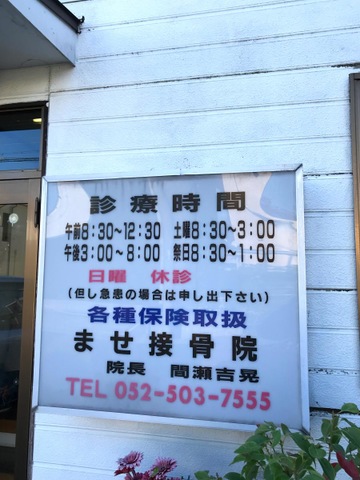 診療時間
午前8:30~12:30 土曜8:30~3:00
午後3:00~8:00 祭日8:30~1:00
日曜 休診
(但し急患の場合は申し出下さい)
各種保険取扱
ませ接骨院
院長 間瀬吉晃
TEL 052-503-7555